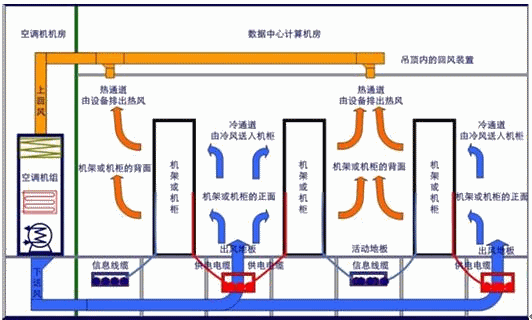 空调机机房
数据中心计算机房
吊顶内的回风装置
上回风
热通道
由设备排出热风
冷通道
由冷风送入机柜
热通道
由设备排出热风
冷通道
由冷风送人机柜
空调机组
机架或机柜的背面
机架或机柜
机架或机柜的正面
机架或机柜
机架或机柜的背面
机架或机柜
机架或机柜的正面
下送风
信息线缆
供电电缆
出风地板
供电电缆
活动地板
信息线缆
供电电缆
出风地板